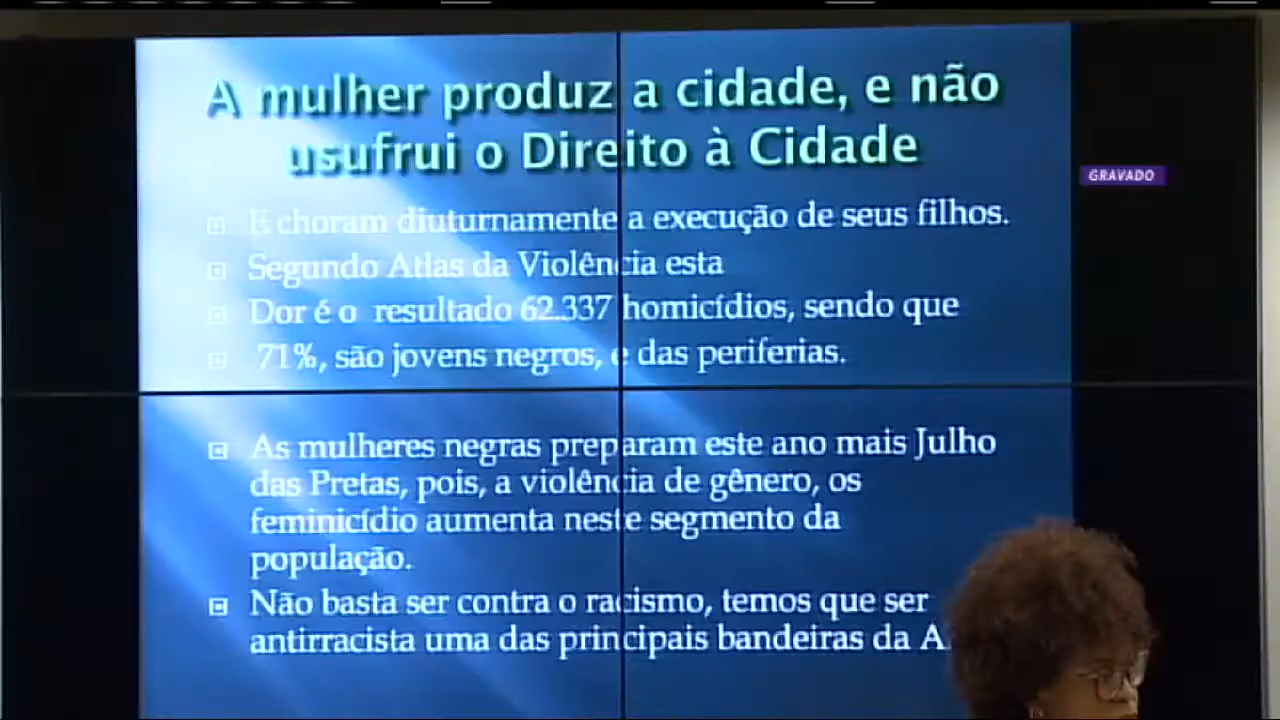 A mulher produz a cidade, e não
usufrui o Direito à Cidade
GRAVADO
E choram diuturnamente a execução de seus filhos.
Segundo Atlas da Violência esta
Dor é o resultado 62.337 homicídios, sendo que
71%, são jovens negros, e das periferias.
As mulheres negras preparam este ano mais Julho
das Pretas, pois, a violência de gênero, os
feminicídio aumenta neste segmento da
população.
Não basta ser contra o racismo, temos que ser
antirracista uma das principais bandeiras da